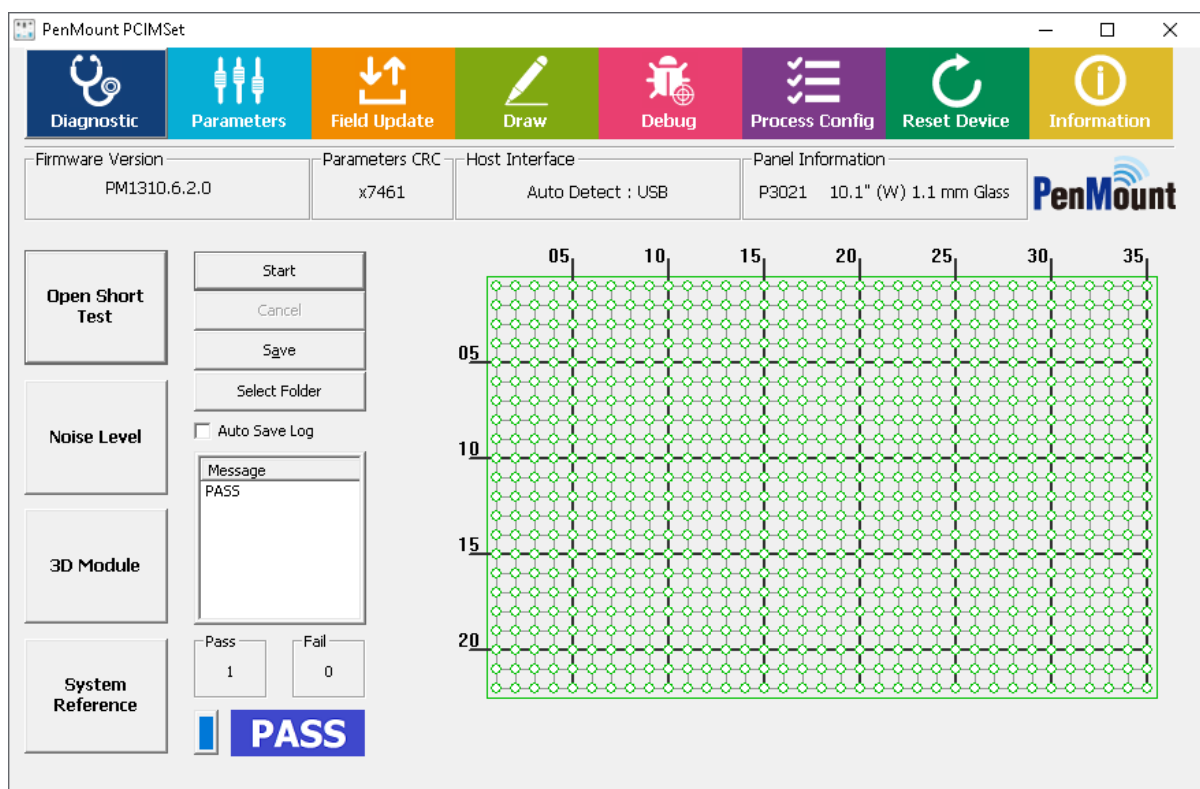 PenMount PCIMSet
Diagnostic
Parameters
Field Update
Draw
Debug
Process Config
Reset Device
Information
Firmware Version
PM1310.6.2.0
Parameters CRC
x7461
Host Interface
Auto Detect : USB
Panel Information
P3021 10.1" (W) 1.1 mm Glass
PenMount
Open Short
Test
Noise Level
3D Module
System
Reference
Start
Cancel
Save
Select Folder
Auto Save Log
Message
PASS
Pass
1
Fail
0
PASS
05 10 15 20 25 30 35
05
10
15
20